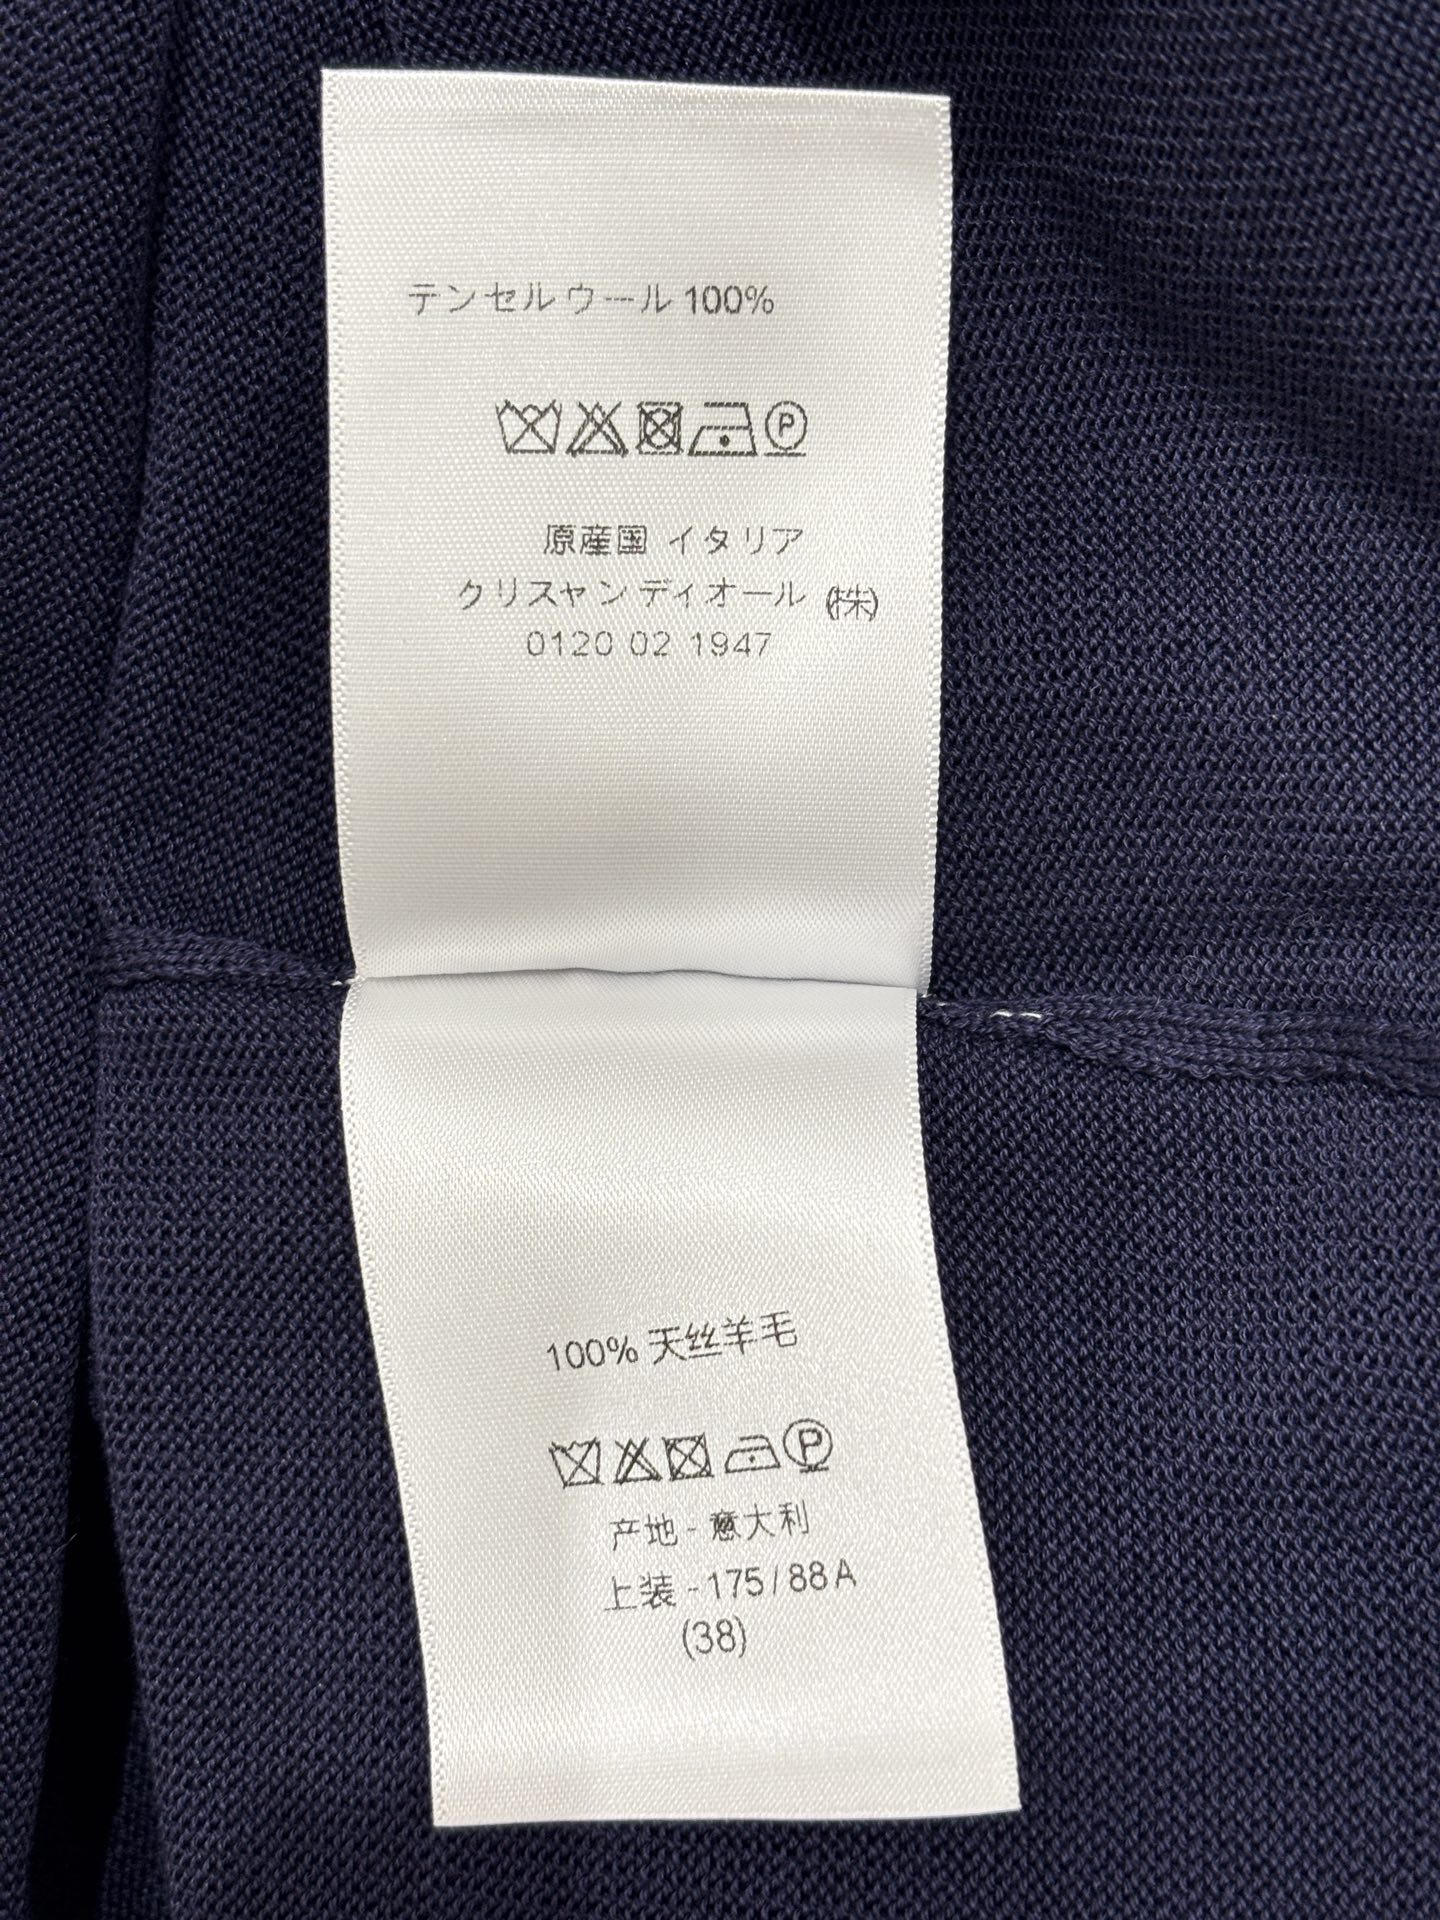 テンセルウール 100%
P
原産国 イタリア
クリスャンディオール (株)
0120 02 1947
100% 天丝羊毛
P
产地 - 意大利
上装 - 175 / 88 A
(38)